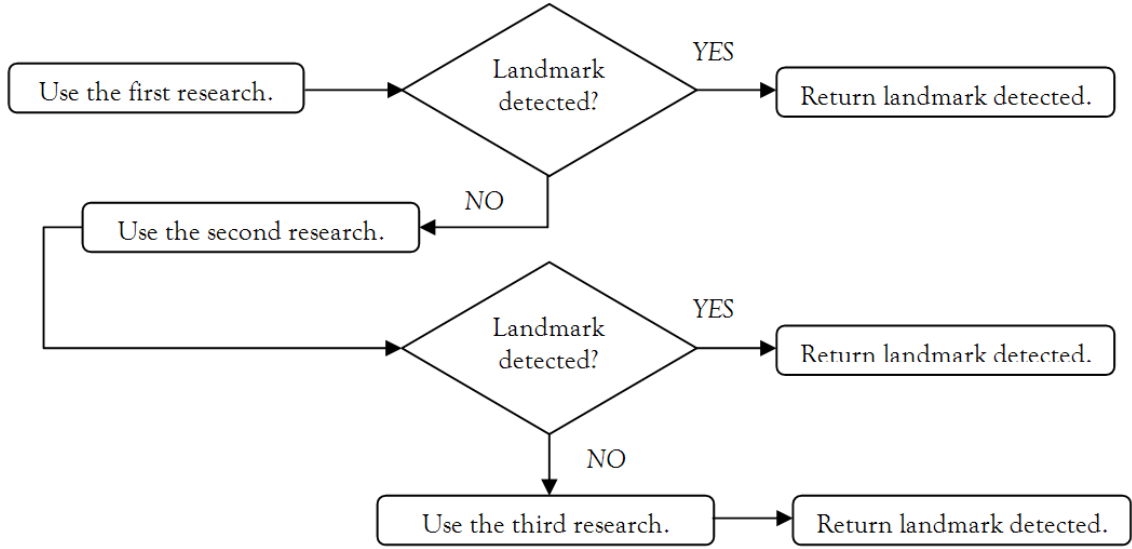 YES
Landmark
detected?
Use the first research.
Return landmark detected.
NO
Use the second research.
YES
Landmark
detected?
Return landmark detected.
NO
Use the third research.
Return landmark detected.